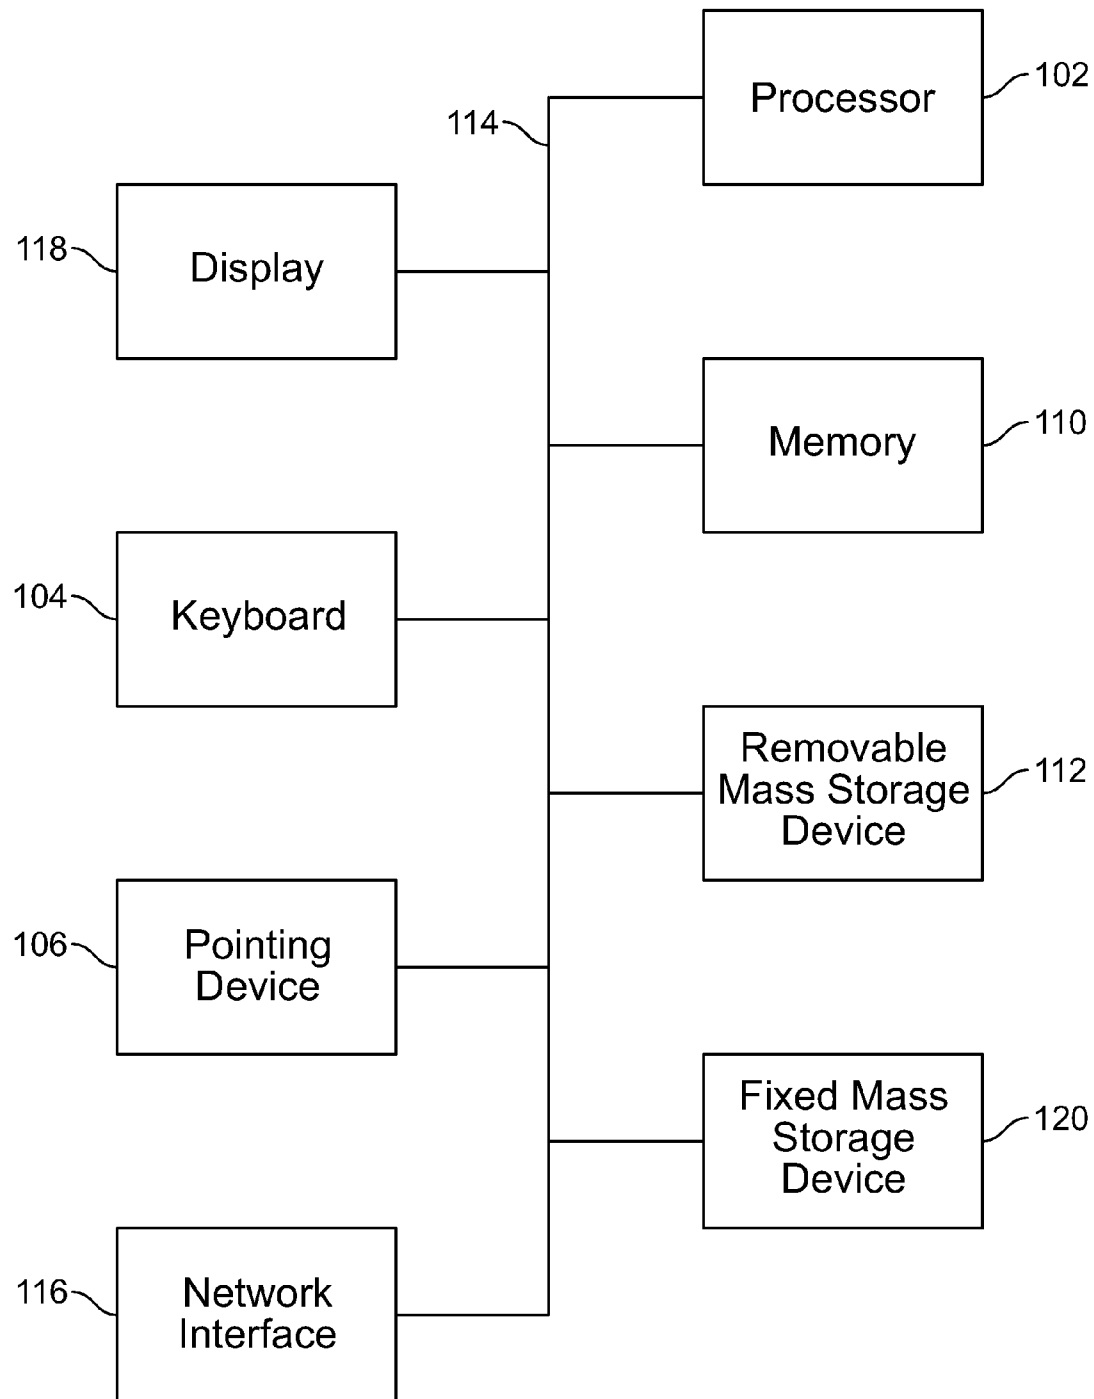 Processor
102
114
118
Display
Memory
110
104
Keyboard
Removable
Mass Storage
Device
112
106
Pointing
Device
Fixed Mass
Storage
Device
120
116
Network
Interface